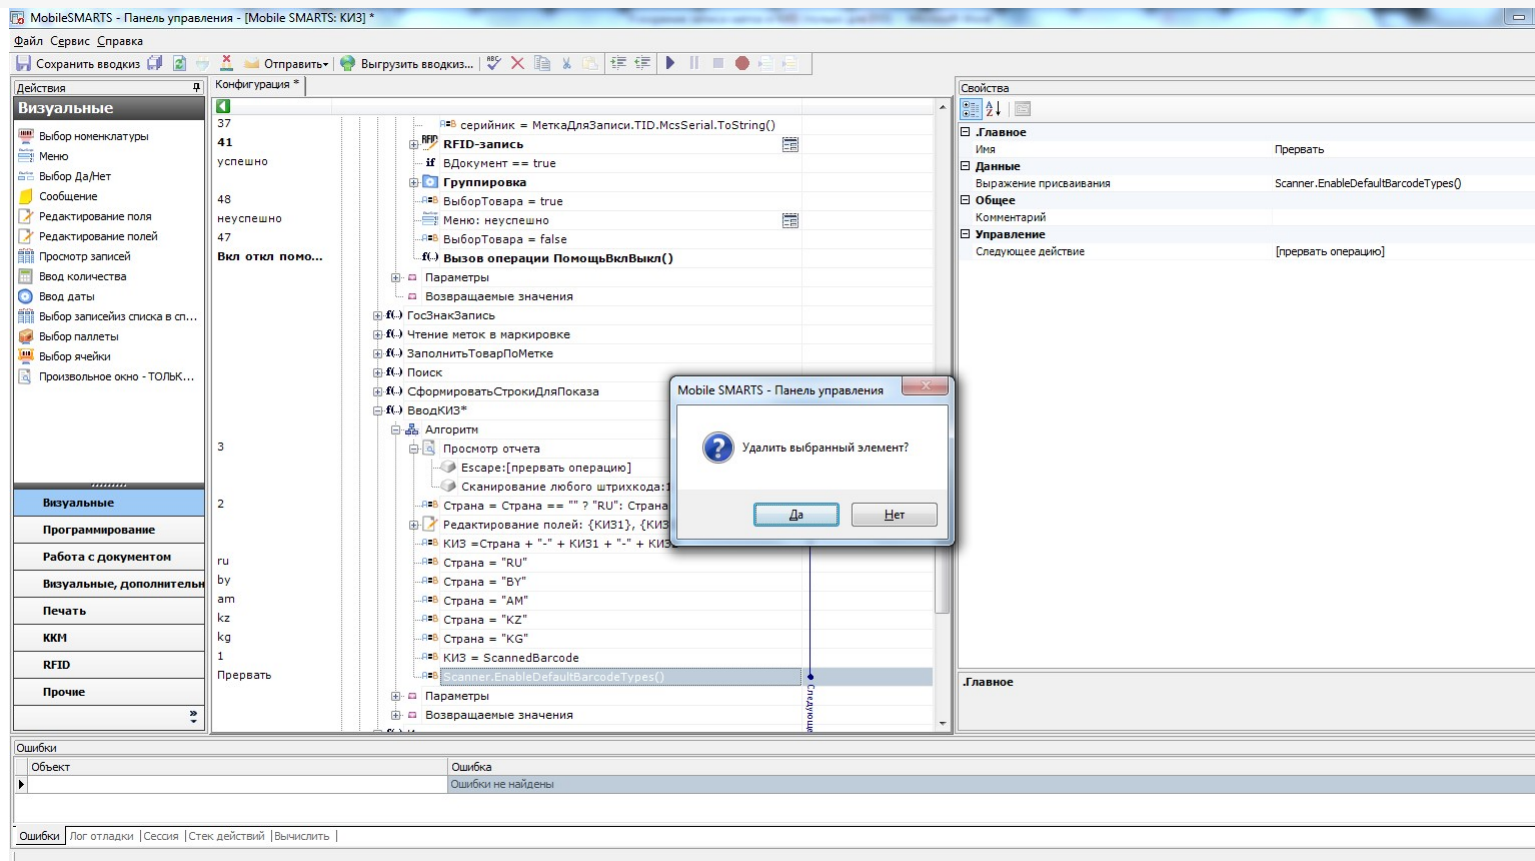 MobileSMARTS - Панель управления - [Mobile SMARTS: КИЗ] *
Файл Сервис Справка
Сохранить вводкиз Отправить Выгрузить вводкиз...
Действия
Визуальные
Выбор номенклатуры
Меню
Выбор Да/Нет
Сообщение
Редактирование поля
Редактирование полей
Просмотр записей
Ввод количества
Ввод даты
Выбор записейиз списка в сп...
Выбор паллеты
Выбор ячейки
Произвольное окно - ТОЛЬК...
Визуальные
Программирование
Работа с документом
Визуальные, дополнительн
Печать
ККМ
RFID
Прочие
Конфигурация *
37 серийник = МеткаДляЗаписи.TID.McsSerial.ToString()
41 RFID-запись
успешно if ВДокумент == true
Группировка
48 ВыборТовара = true
неуспешно Меню: неуспешно
47 ВыборТовара = false
Вкл откл помо... f(..) Вызов операции ПомощьВклВыкл()
Параметры
Возвращаемые значения
f(..) ГосЗнакЗапись
f(..) Чтение меток в маркировке
f(..) ЗаполнитьТоварПоМетке
f(..) Поиск
f(..) СформироватьСтрокиДляПоказа
f(..) ВводКИЗ*
Алгоритм
3 Просмотр отчета
Escape:[прервать операцию]
Сканирование любого штрихкода:
2 Страна = Страна == "" ? "RU": Страна
Редактирование полей: {КИЗ1}, {КИЗ
КИЗ =Страна + "-" + КИЗ1 + "-" + КИЗ
ru Страна = "RU"
by Страна = "BY"
am Страна = "AM"
kz Страна = "KZ"
kg Страна = "KG"
1 КИЗ = ScannedBarcode
Прервать Scanner.EnableDefaultBarcodeTypes()
Параметры
Возвращаемые значения
Следующ
Mobile SMARTS - Панель управления
Удалить выбранный элемент?
Да Нет
Свойства
.Главное
Имя Прервать
Данные
Выражение присваивания Scanner.EnableDefaultBarcodeTypes()
Общее
Комментарий
Управление
Следующее действие [прервать операцию]
.Главное
Ошибки
Объект Ошибка
Ошибки не найдены
Ошибки Лог отладки Сессия Стек действий Вычислить